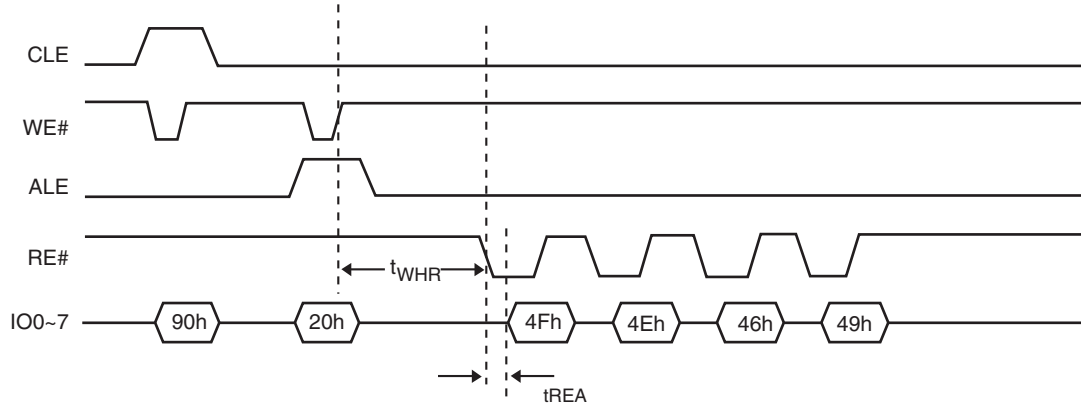 CLE
WE#
ALE
RE#
tWHR
IO0~7 90h 20h 4Fh 4Eh 46h 49h
tREA